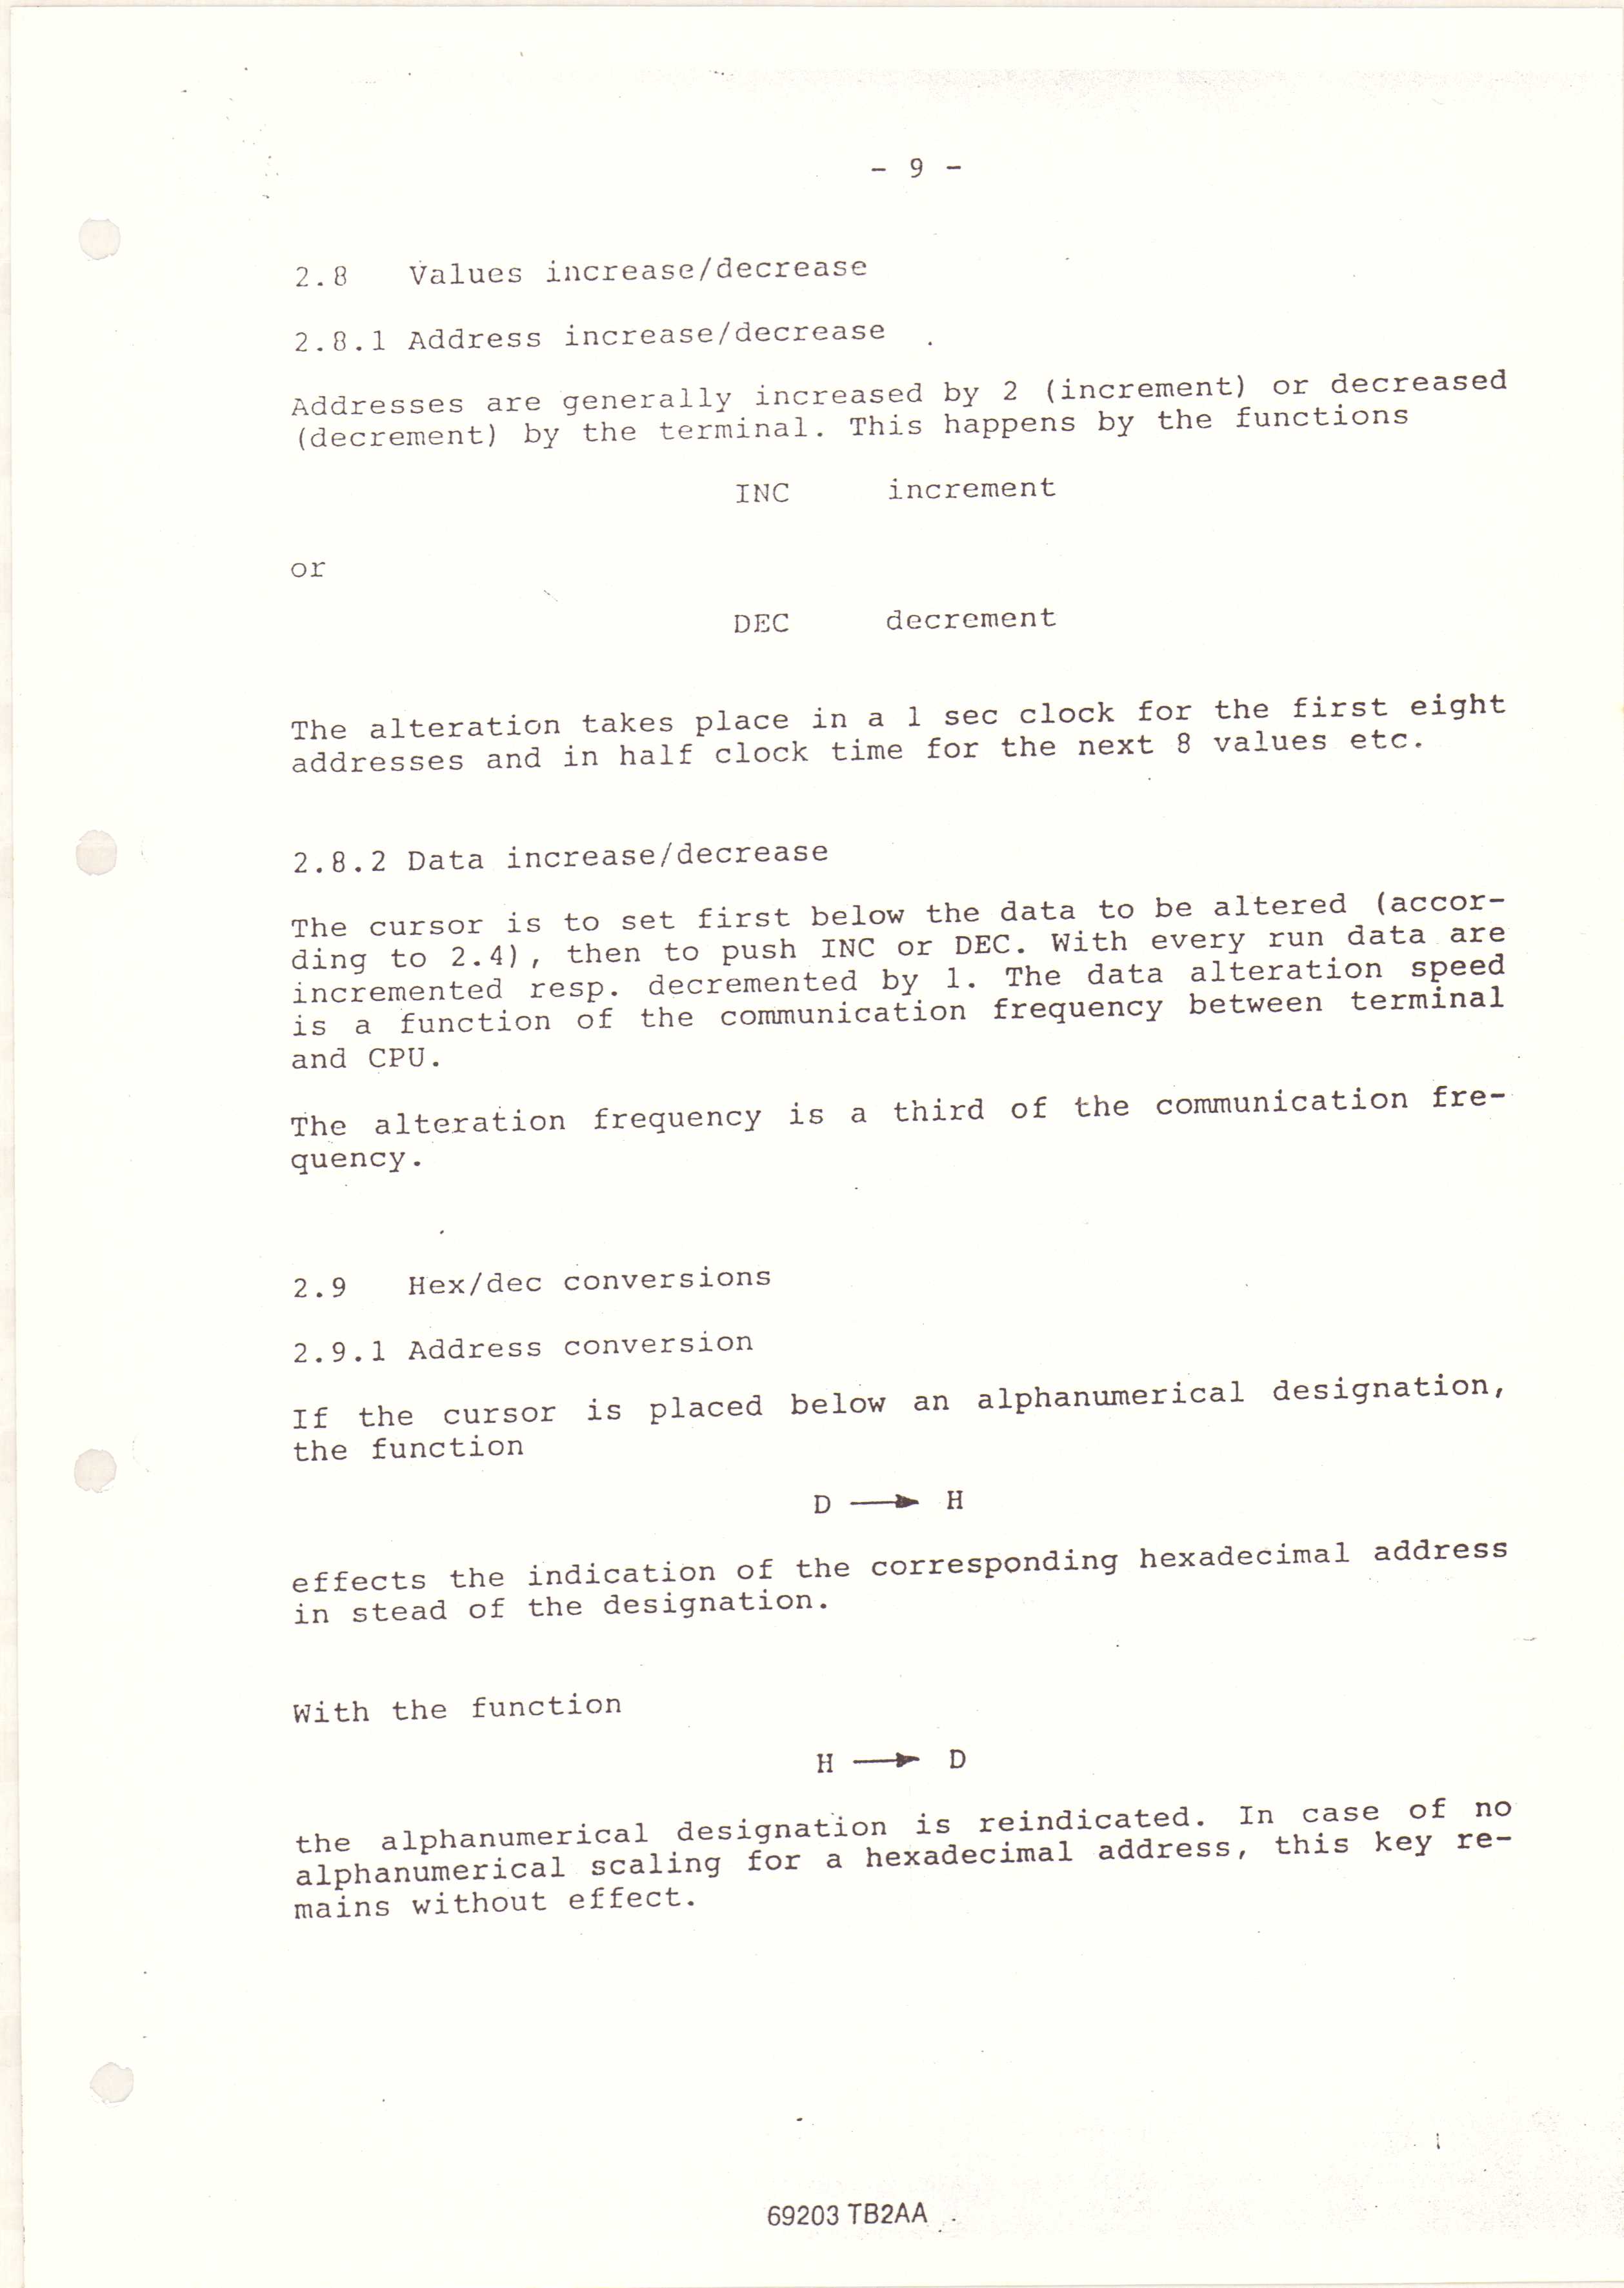 - 9 -
2.8 Values increase/decrease
2.8.1 Address increase/decrease
Addresses are generally increased by 2 (increment) or decreased
(decrement) by the terminal. This happens by the functions
INC increment
or
DEC decrement
The alteration takes place in a 1 sec clock for the first eight
addresses and in half clock time for the next 8 values etc.
2.8.2 Data increase/decrease
The cursor is to set first below the data to be altered (accor-
ding to 2.4), then to push INC or DEC. With every run data are
incremented resp. decremented by 1. The data alteration speed
is a function of the communication frequency between terminal
and CPU.
The alteration frequency is a third of the communication fre-
quency.
2.9 Hex/dec conversions
2.9.1 Address conversion
If the cursor is placed below an alphanumerical designation,
the function
D → H
effects the indication of the corresponding hexadecimal address
in stead of the designation.
With the function
H → D
the alphanumerical designation is reindicated. In case of no
alphanumerical scaling for a hexadecimal address, this key re-
mains without effect.
69203 TB2AA